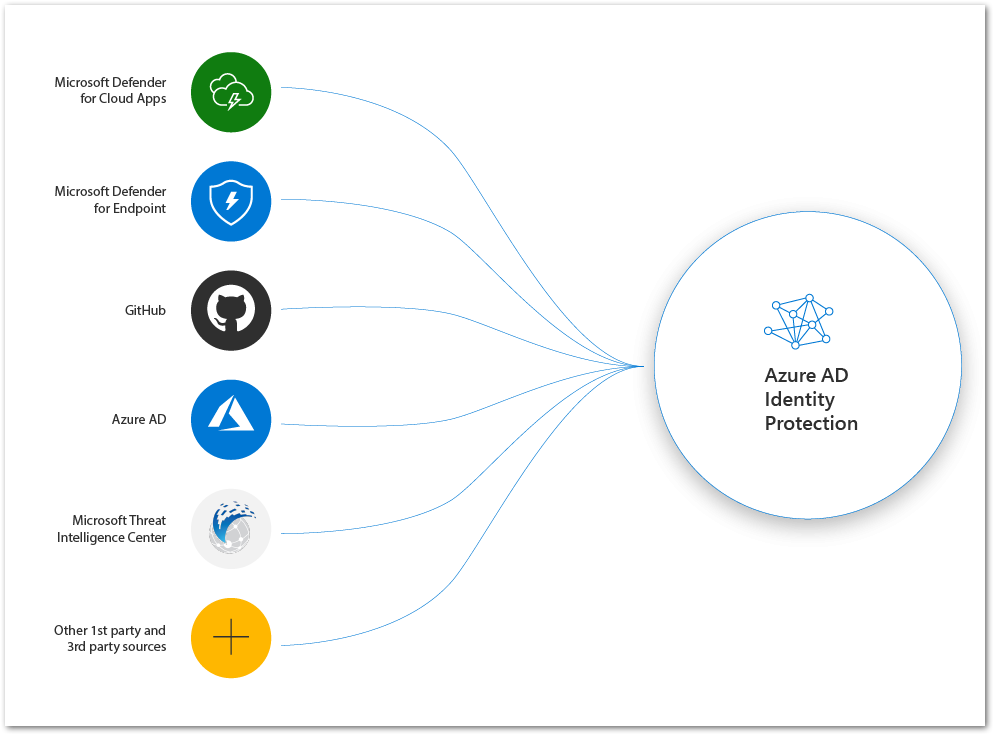 Microsoft Defender
for Cloud Apps
Microsoft Defender
for Endpoint
GitHub
Azure AD
Microsoft Threat
Intelligence Center
Other 1st party and
3rd party sources
Azure AD
Identity
Protection